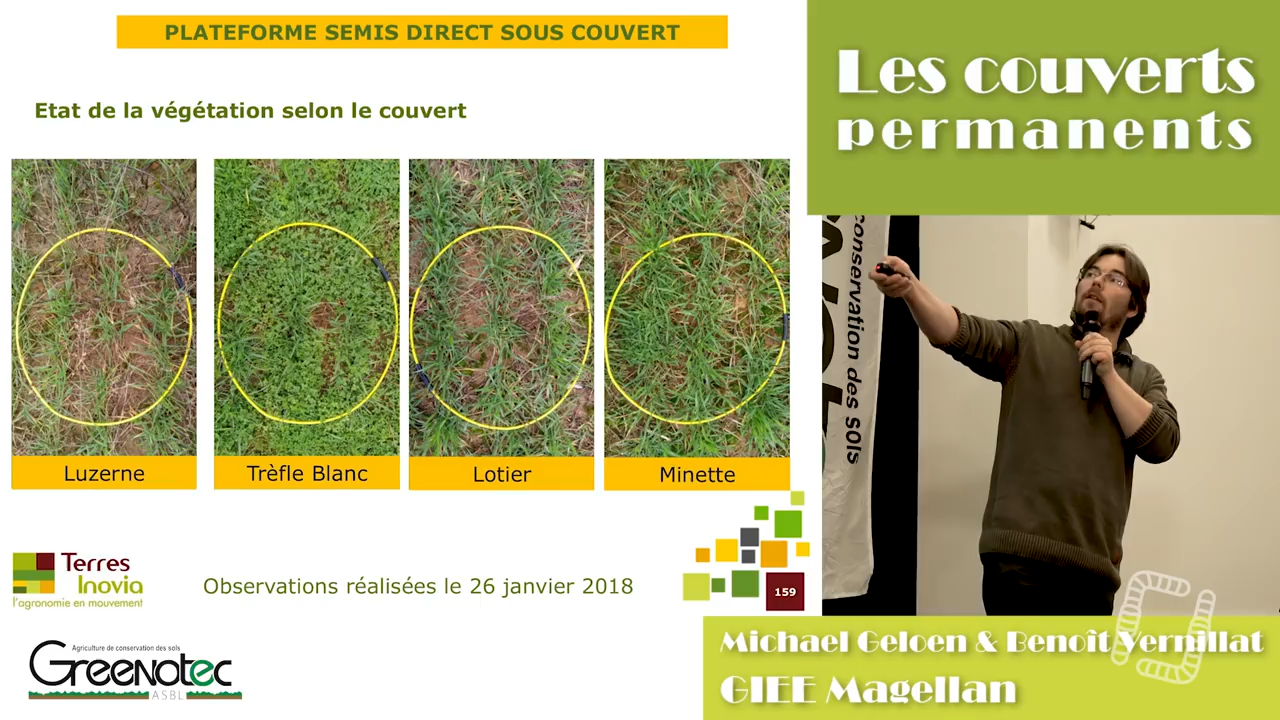 PLATEFORME SEMIS DIRECT SOUS COUVERT
Etat de la végétation selon le couvert
Luzerne
Trèfle Blanc
Lotier
Minette
Terres
Inovia
l'agronomie en mouvement
Observations réalisées le 26 janvier 2018
159
Agriculture de conservation des sols
Greenotec
ASBL
Les couverts
permanents
conservation des sols
Michael Geloen & Benoît Vernillat
GIEE Magellan